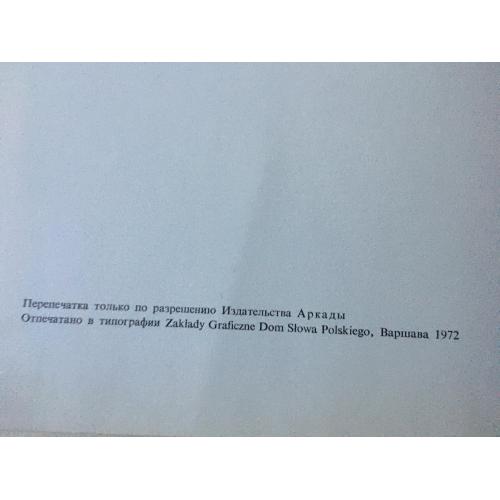 Перепечатка только по разрешению Издательства Аркады
Отпечатано в типографии Zakłady Graficzne Dom Słowa Polskiego, Варшава 1972